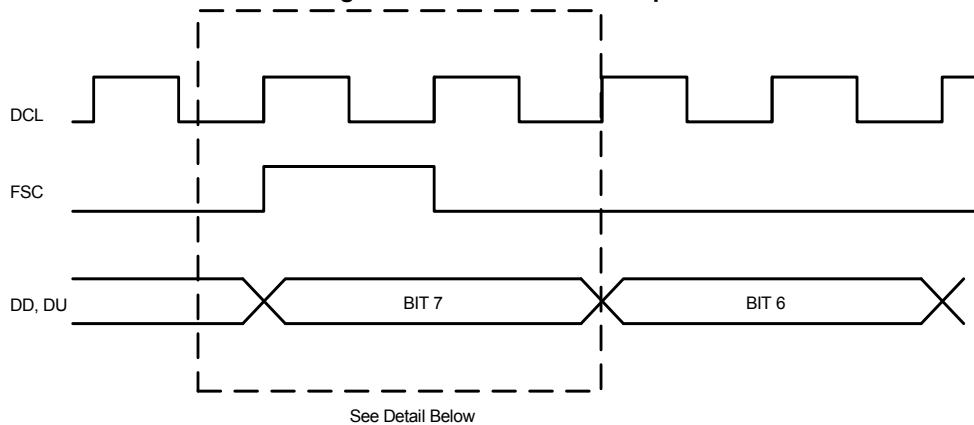 DCL
FSC
DD, DU
BIT 7
BIT 6
See Detail Below